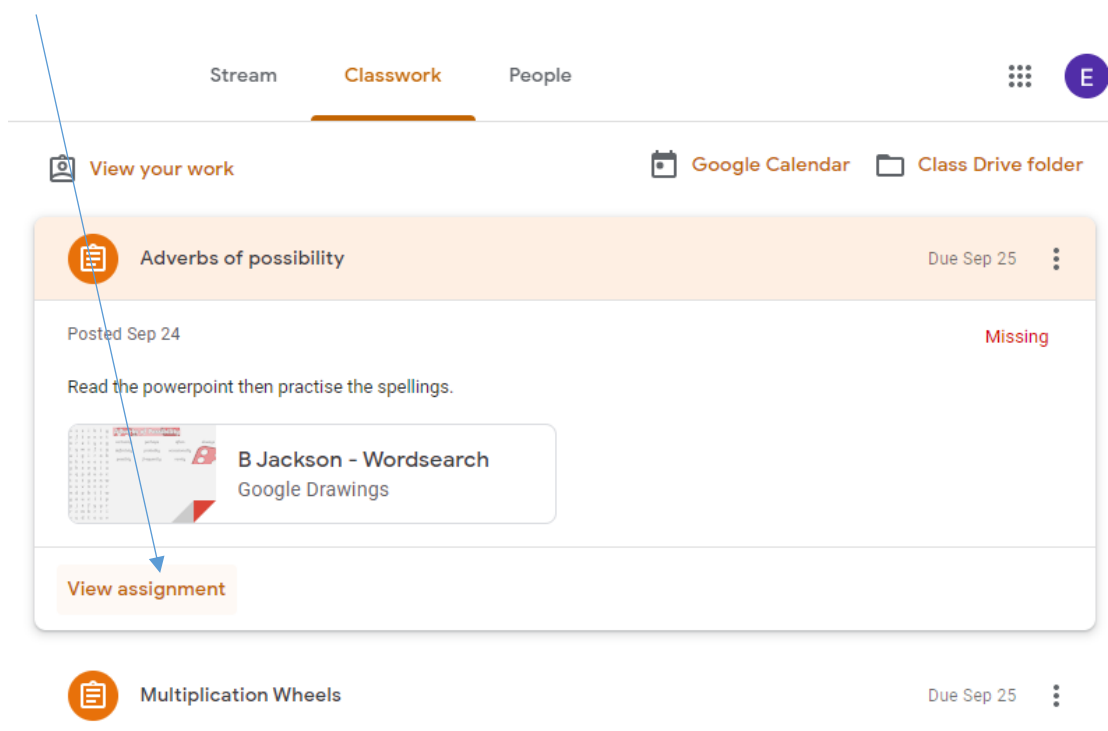 Stream Classwork People E
View your work Google Calendar Class Drive folder
Adverbs of possibility Due Sep 25
Posted Sep 24 Missing
Read the powerpoint then practise the spellings.
B Jackson - Wordsearch
Google Drawings
View assignment
Multiplication Wheels Due Sep 25